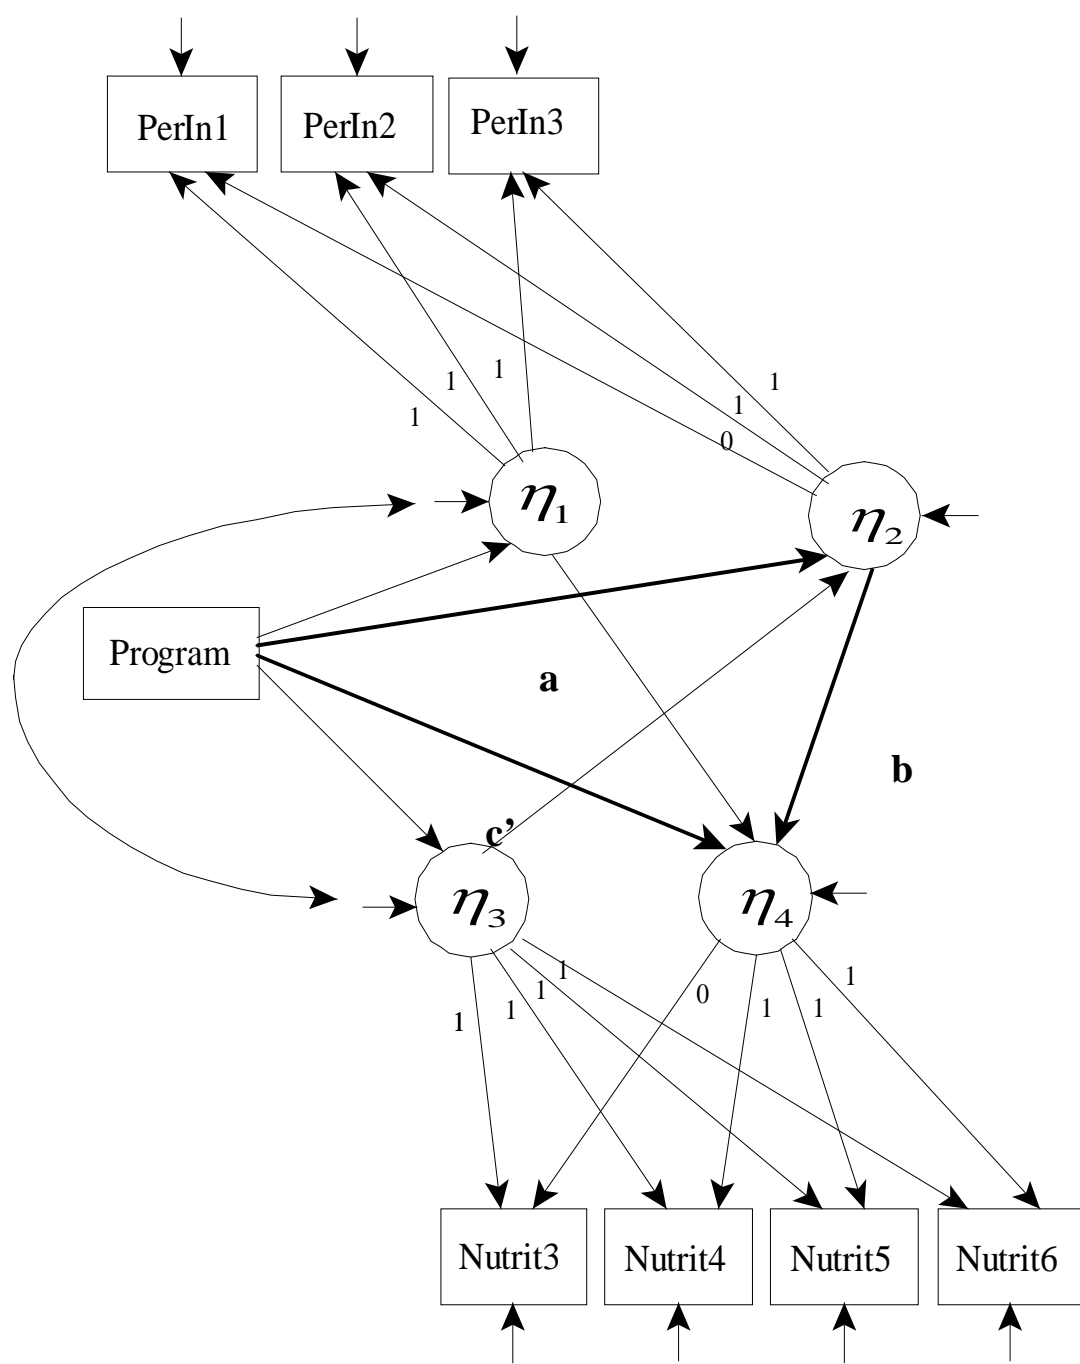 PerIn1 PerIn2 PerIn3
1 1 1 1 1 0
η1 η2
Program
a
b
c’
η3 η4
1 1 1 1 0 1 1 1
Nutrit3 Nutrit4 Nutrit5 Nutrit6